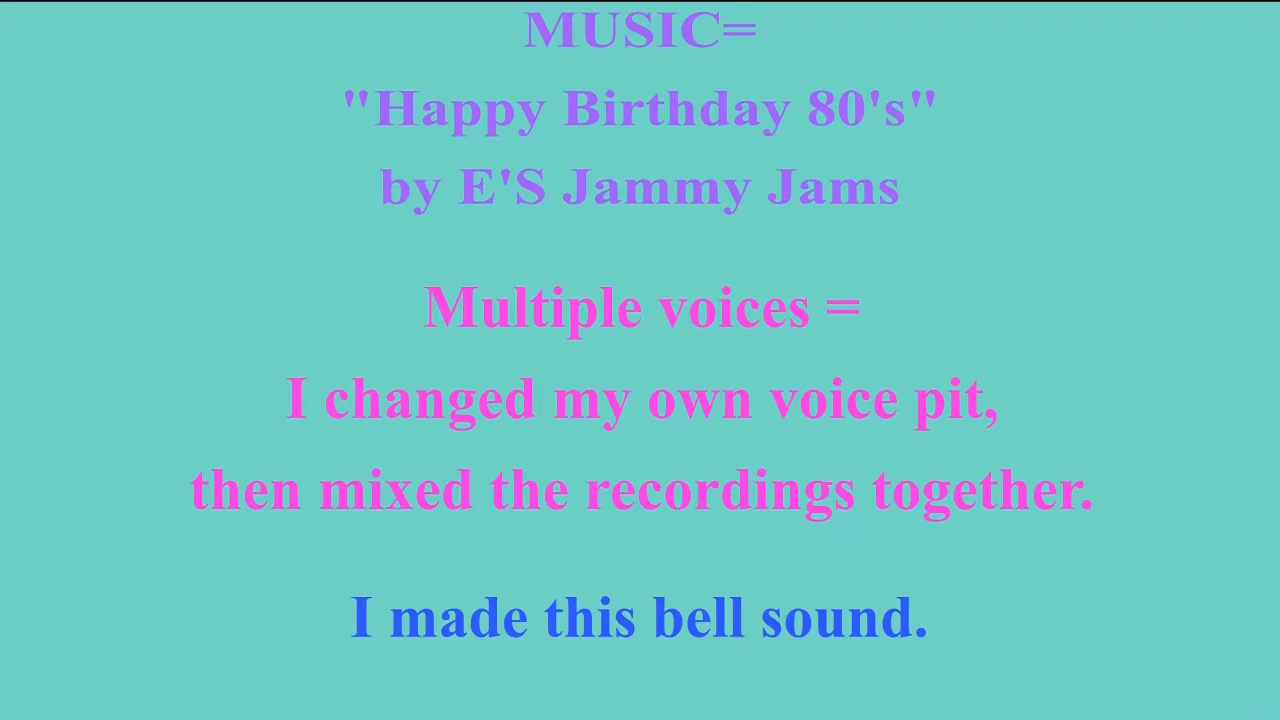 MUSIC=
"Happy Birthday 80's"
by E'S Jammy Jams
Multiple voices =
I changed my own voice pit,
then mixed the recordings together.
I made this bell sound.